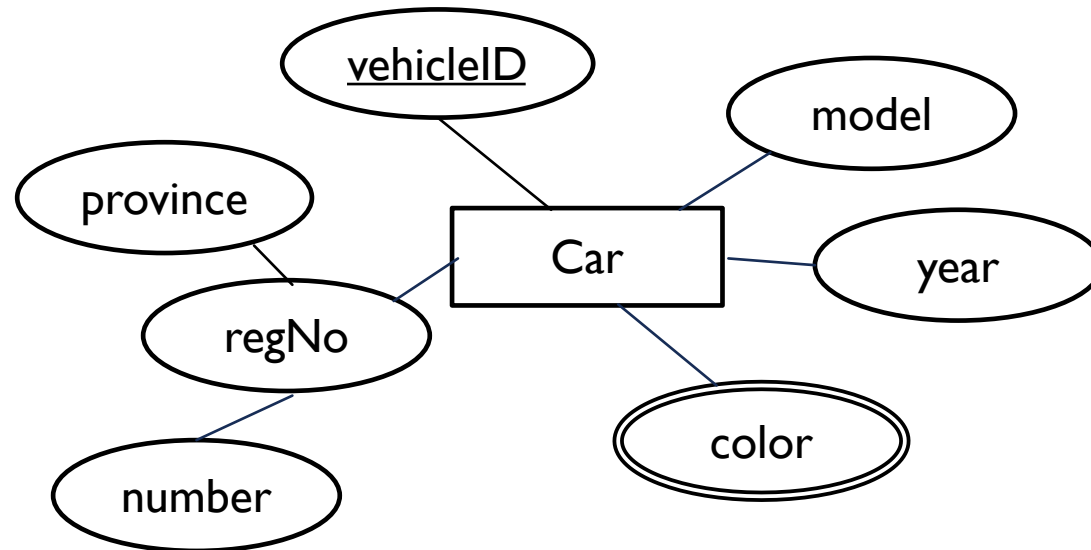 vehicleID
model
province
Car
year
regNo
color
number